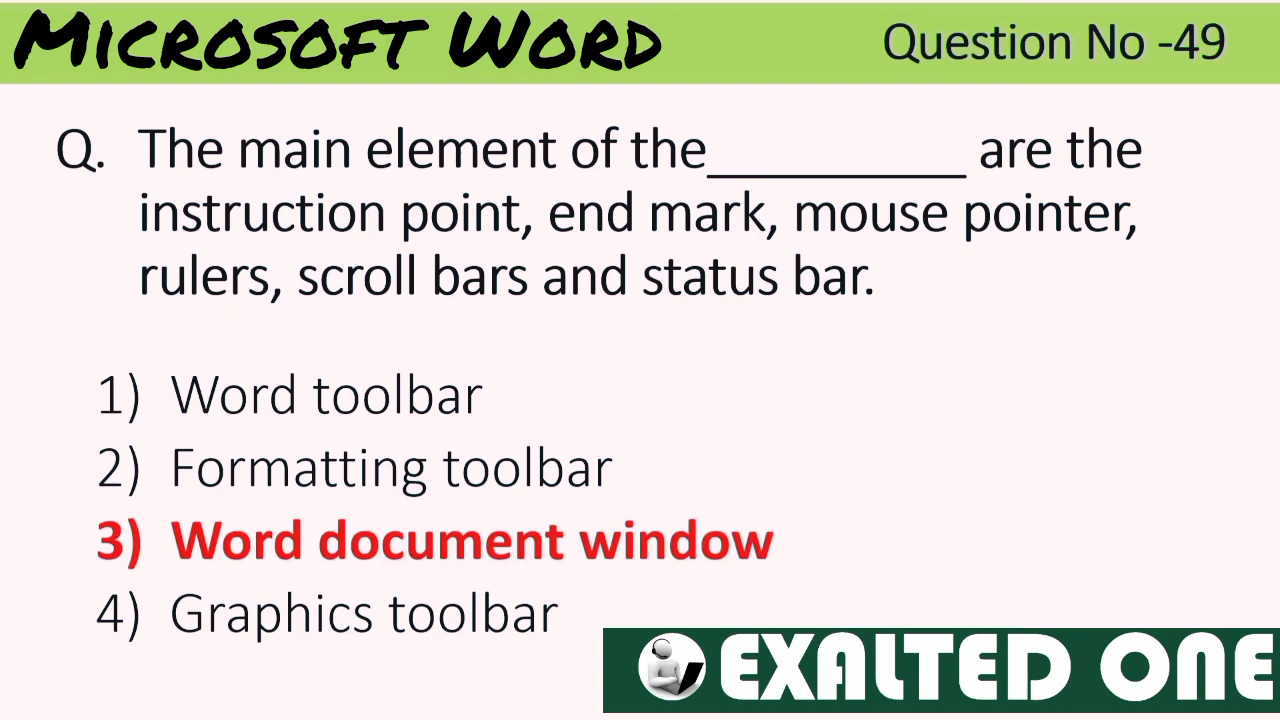 Microsoft Word
Question No -49
Q. The main element of the__________ are the
instruction point, end mark, mouse pointer,
rulers, scroll bars and status bar.
1) Word toolbar
2) Formatting toolbar
3) Word document window
4) Graphics toolbar
EXALTED ONE